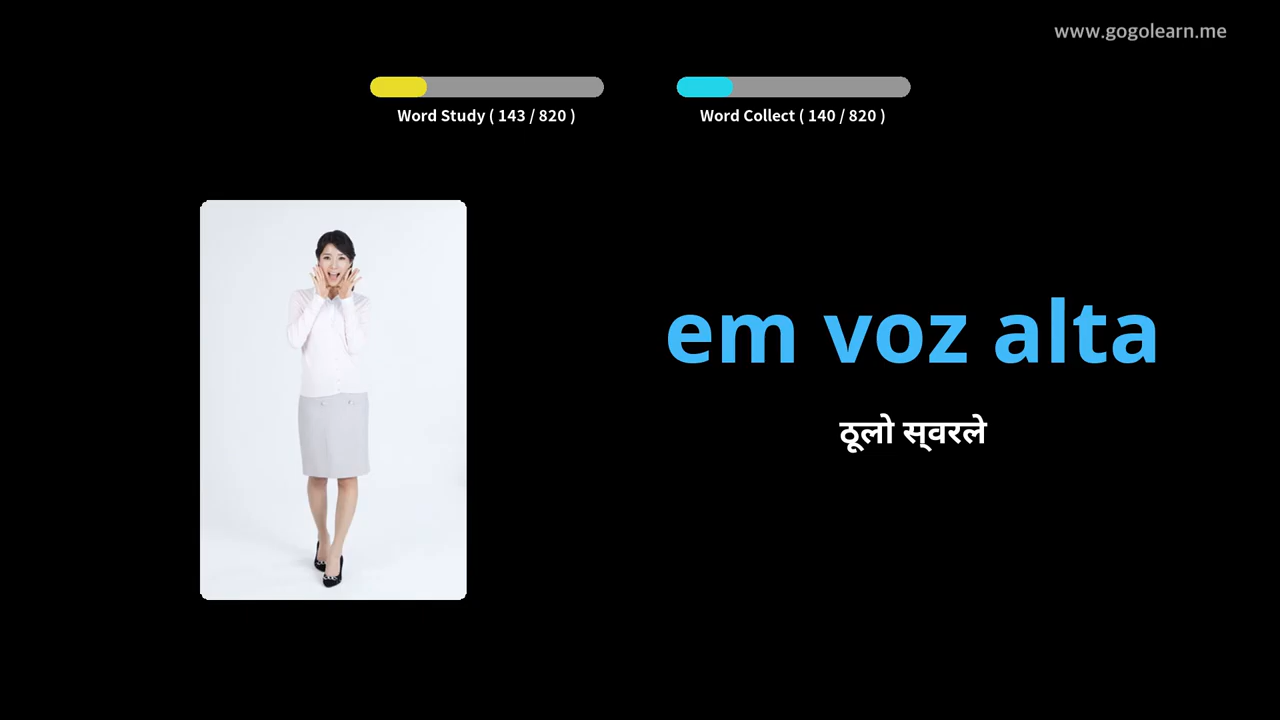 www.gogolearn.me
Word Study ( 143 / 820 )
Word Collect ( 140 / 820 )
em voz alta
ठूलो स्‌वरले